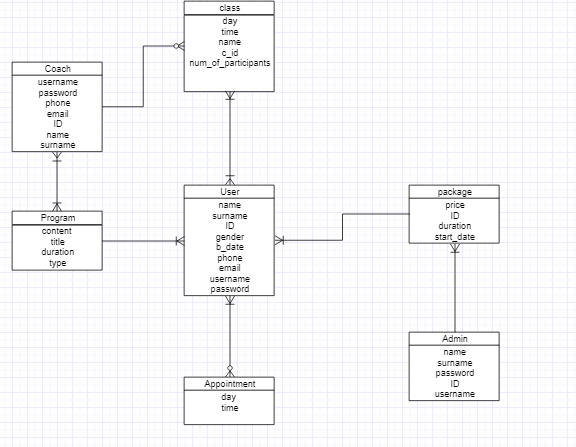 class
day
time
name
c_id
num_of_participants
Coach
username
password
phone
email
ID
name
surname
Program
content
title
duration
type
User
name
surname
ID
gender
b_date
phone
email
username
password
package
price
ID
duration
start_date
Admin
name
surname
password
ID
username
Appointment
day
time